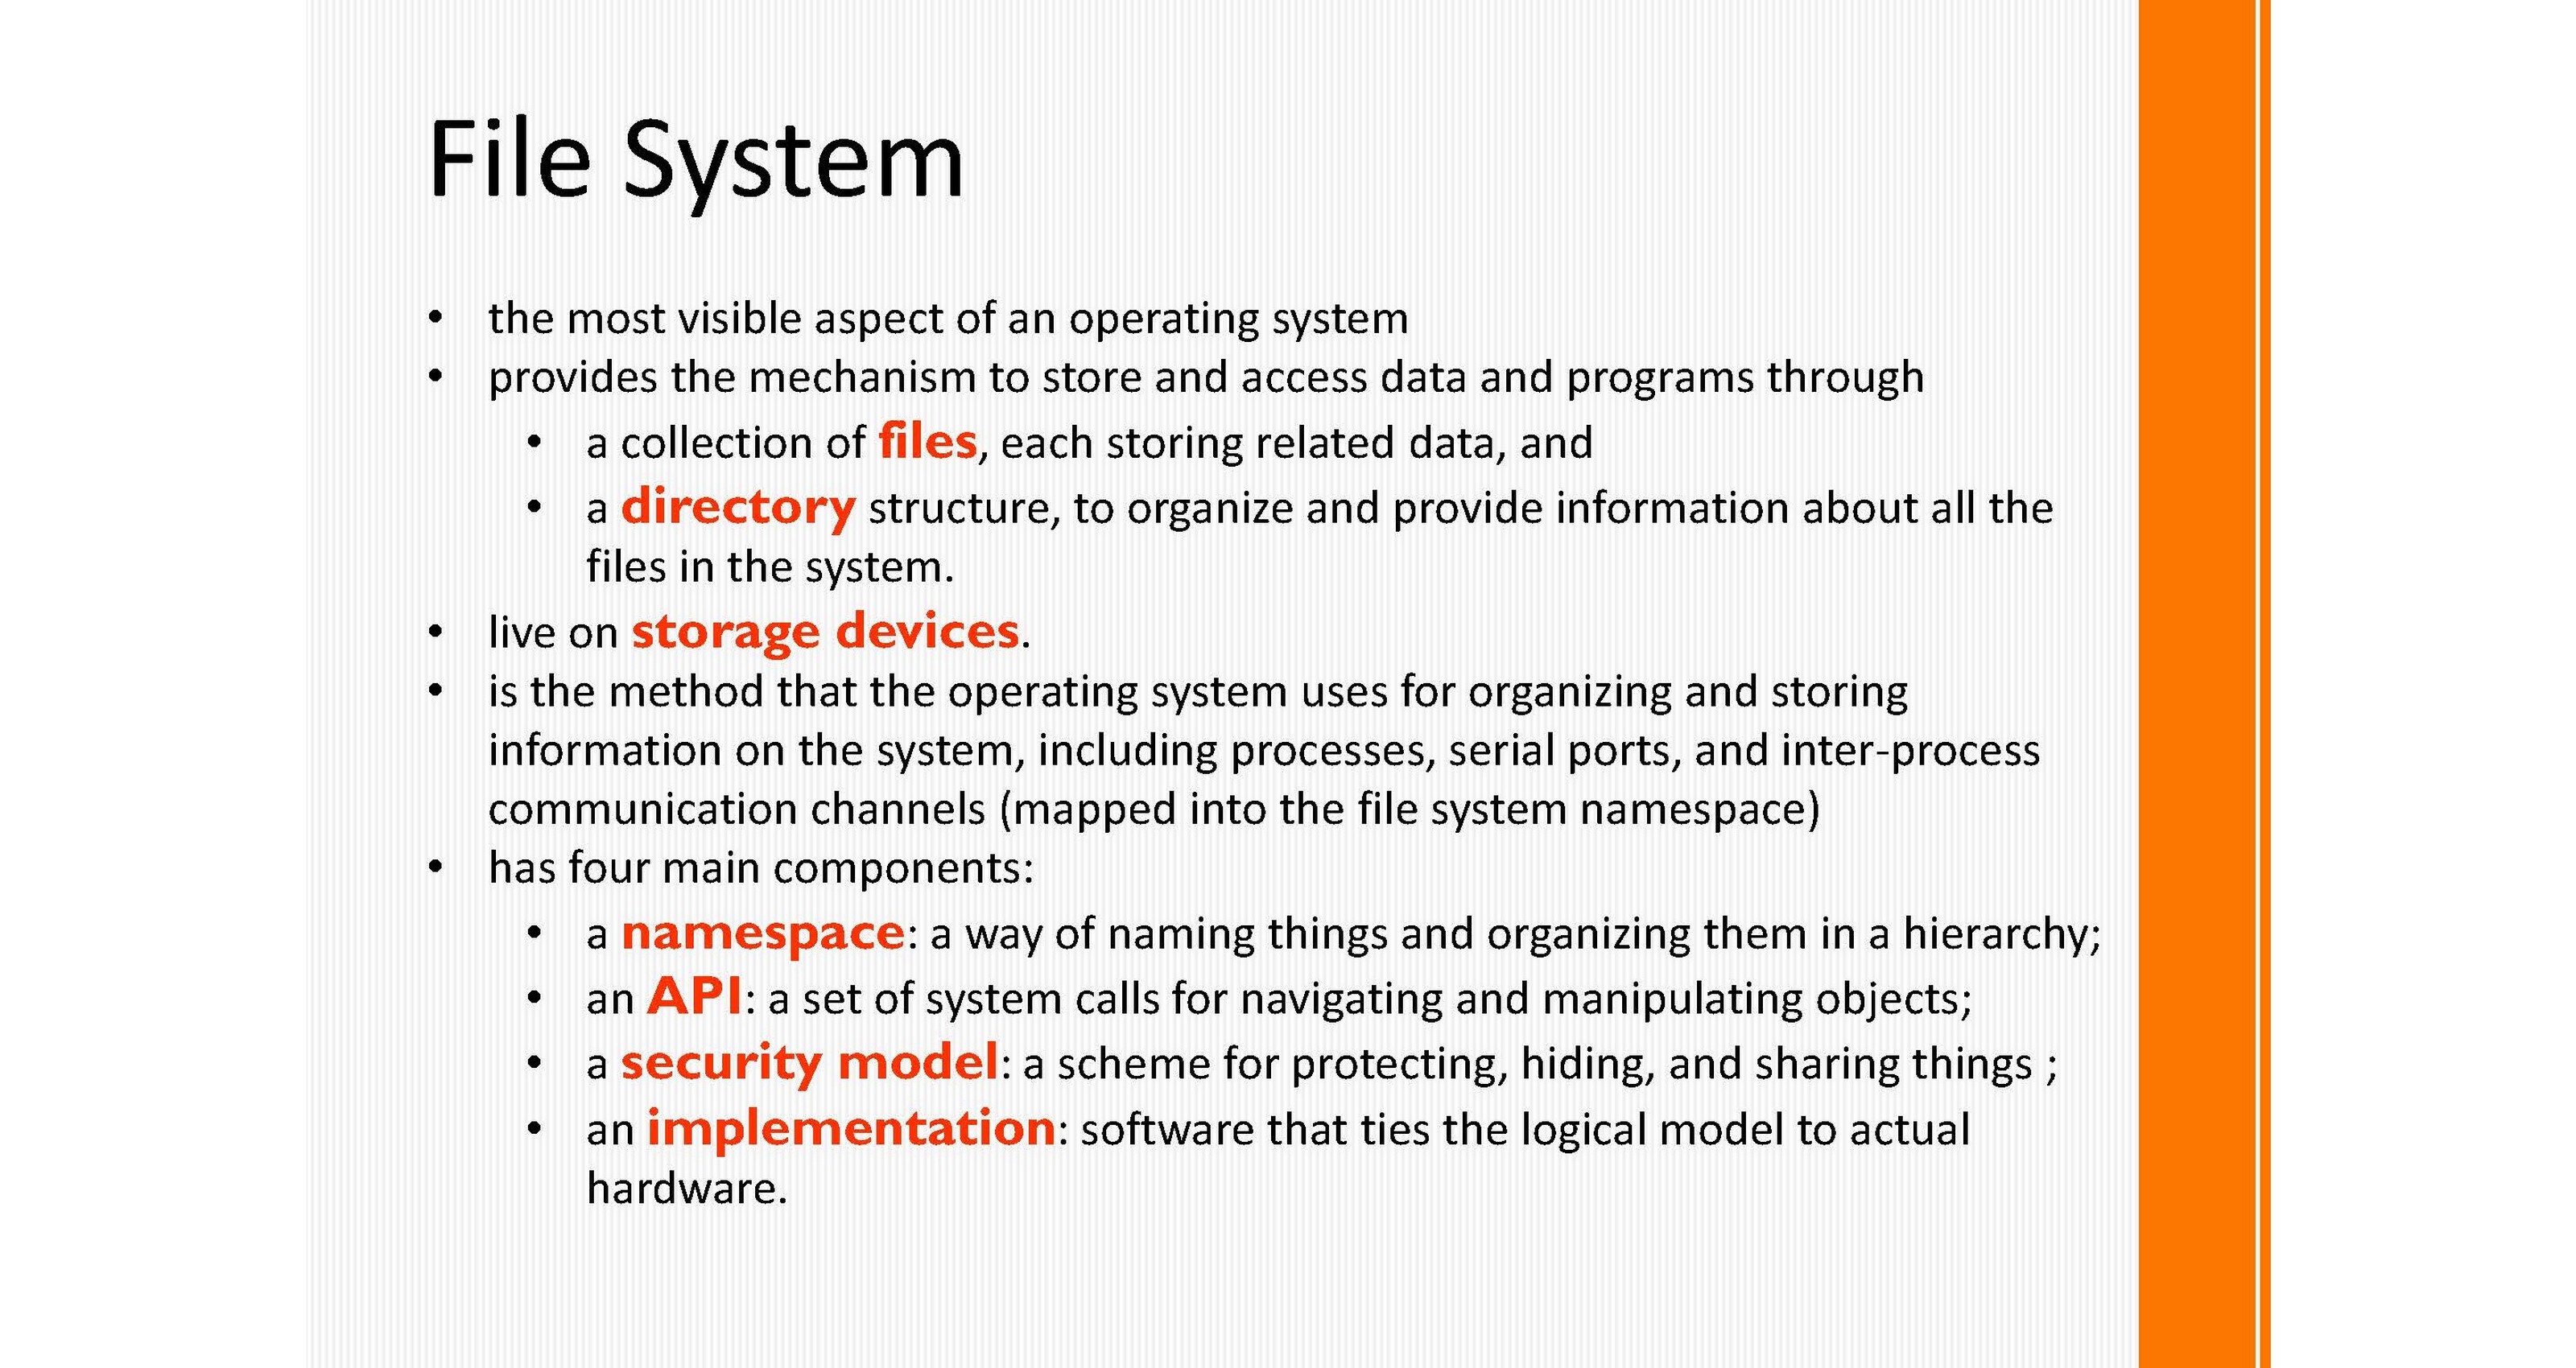 File System
• the most visible aspect of an operating system
• provides the mechanism to store and access data and programs through
• a collection of files, each storing related data, and
• a directory structure, to organize and provide information about all the
files in the system.
• live on storage devices.
• is the method that the operating system uses for organizing and storing
information on the system, including processes, serial ports, and inter-process
communication channels (mapped into the file system namespace)
• has four main components:
• a namespace: a way of naming things and organizing them in a hierarchy;
• an API: a set of system calls for navigating and manipulating objects;
• a security model: a scheme for protecting, hiding, and sharing things ;
• an implementation: software that ties the logical model to actual
hardware.